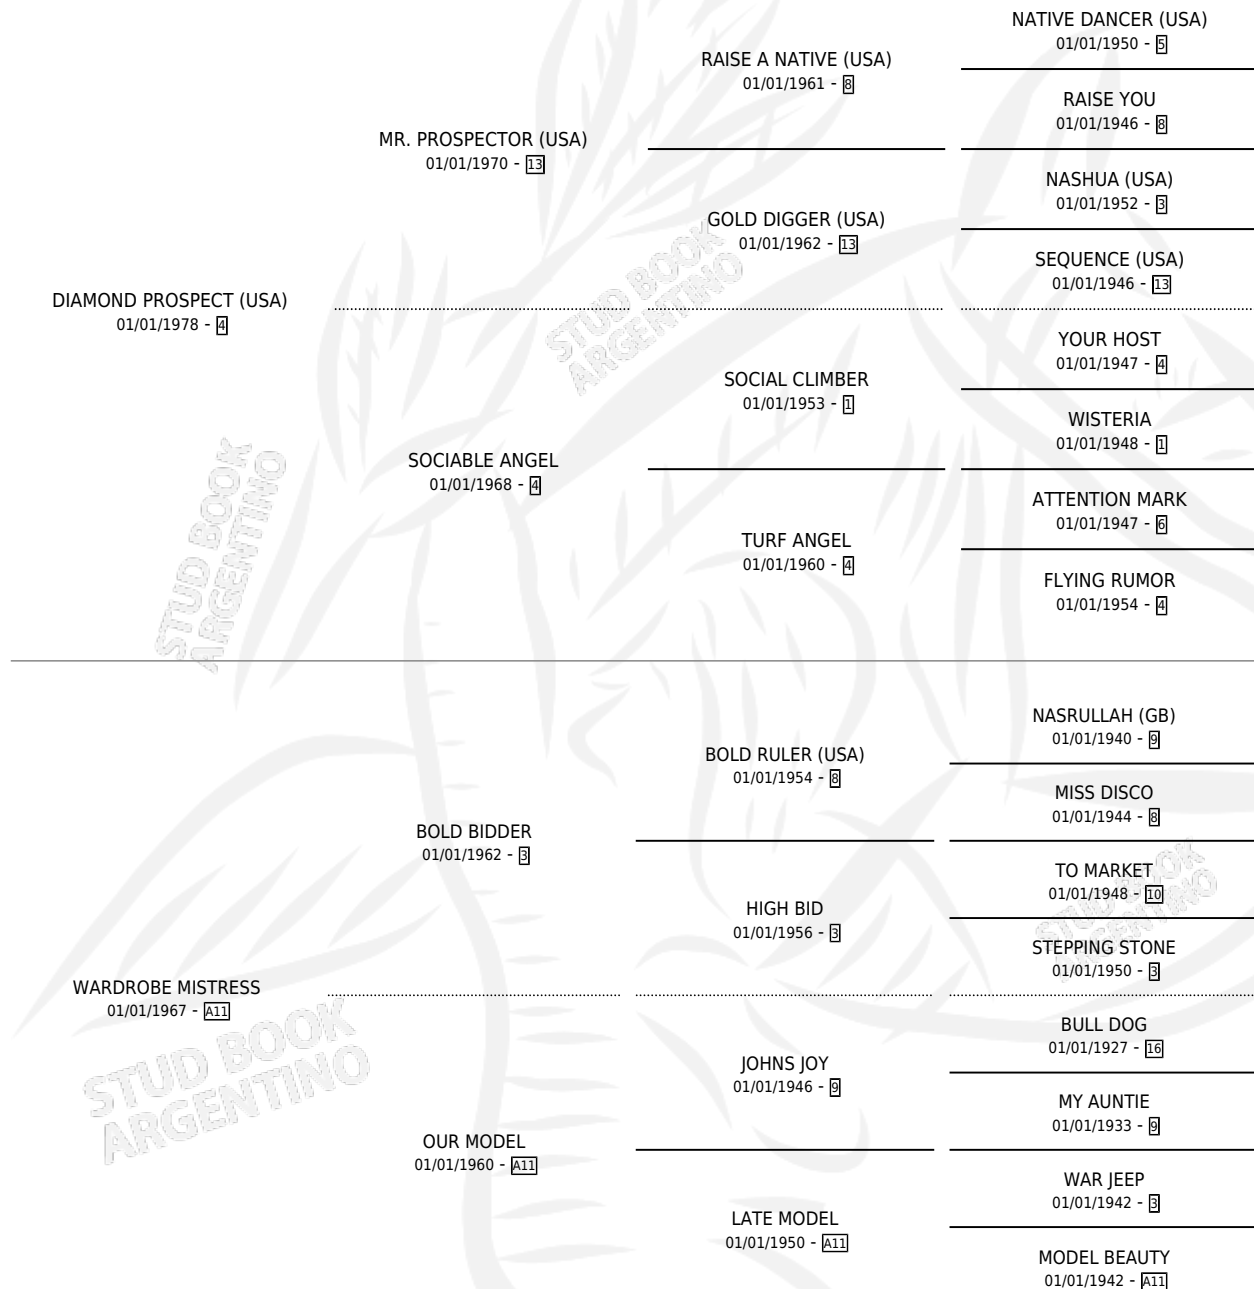 NATIVE DANCER (USA)
01/01/1950 - 5
RAISE A NATIVE (USA)
01/01/1961 - 8
RAISE YOU
01/01/1946 - 8
MR. PROSPECTOR (USA)
01/01/1970 - 13
NASHUA (USA)
01/01/1952 - 3
GOLD DIGGER (USA)
01/01/1962 - 13
SEQUENCE (USA)
01/01/1946 - 13
DIAMOND PROSPECT (USA)
01/01/1978 - 4
YOUR HOST
01/01/1947 - 4
SOCIAL CLIMBER
01/01/1953 - 1
WISTERIA
01/01/1948 - 1
SOCIABLE ANGEL
01/01/1968 - 4
ATTENTION MARK
01/01/1947 - 6
TURF ANGEL
01/01/1960 - 4
FLYING RUMOR
01/01/1954 - 4
NASRULLAH (GB)
01/01/1940 - 9
BOLD RULER (USA)
01/01/1954 - 8
MISS DISCO
01/01/1944 - 8
BOLD BIDDER
01/01/1962 - 3
TO MARKET
01/01/1948 - 10
HIGH BID
01/01/1956 - 3
STEPPING STONE
01/01/1950 - 3
WARDROBE MISTRESS
01/01/1967 - A11
BULL DOG
01/01/1927 - 16
JOHNS JOY
01/01/1946 - 9
MY AUNTIE
01/01/1933 - 9
OUR MODEL
01/01/1960 - A11
WAR JEEP
01/01/1942 - 3
LATE MODEL
01/01/1950 - A11
MODEL BEAUTY
01/01/1942 - A11
STUD BOOK
ARGENTINO
STUD BOOK
ARGENTINO
STUD BOOK
ARGENTINO
STUD BOOK
ARGENTINO